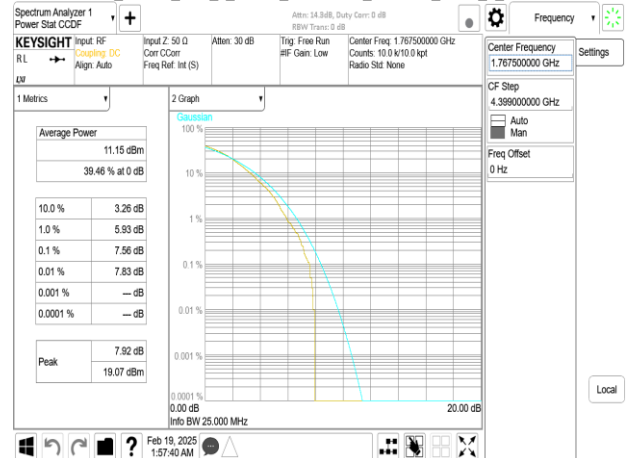 Spectrum Analyzer 1
Power Stat CCDF
Attn: 14.8dB, Duty Corr: 0 dB
RBW Trans: 0 dB
Frequency
KEYSIGHT
RL
LXI
Input: RF
Coupling: DC
Align: Auto
Input Z: 50 Ω
Corr CCorr
Freq Ref: Int (S)
Atten: 30 dB
Trig: Free Run
#IF Gain: Low
Center Freq: 1.767500000 GHz
Counts: 10.0 k/10.0 kpt
Radio Std: None
Center Frequency
1.767500000 GHz
Settings
CF Step
4.399000000 GHz
Auto
Man
Freq Offset
0 Hz
1 Metrics
Average Power
11.15 dBm
39.46 % at 0 dB
10.0 % 3.26 dB
1.0 % 5.93 dB
0.1 % 7.56 dB
0.01 % 7.83 dB
0.001 % --- dB
0.0001 % --- dB
Peak
7.92 dB
19.07 dBm
2 Graph
Gaussian
100 %
10 %
1 %
0.1 %
0.01 %
0.001 %
0.0001 %
0.00 dB
20.00 dB
Info BW 25.000 MHz
Local
?
Feb 19, 2025
1:57:40 AM